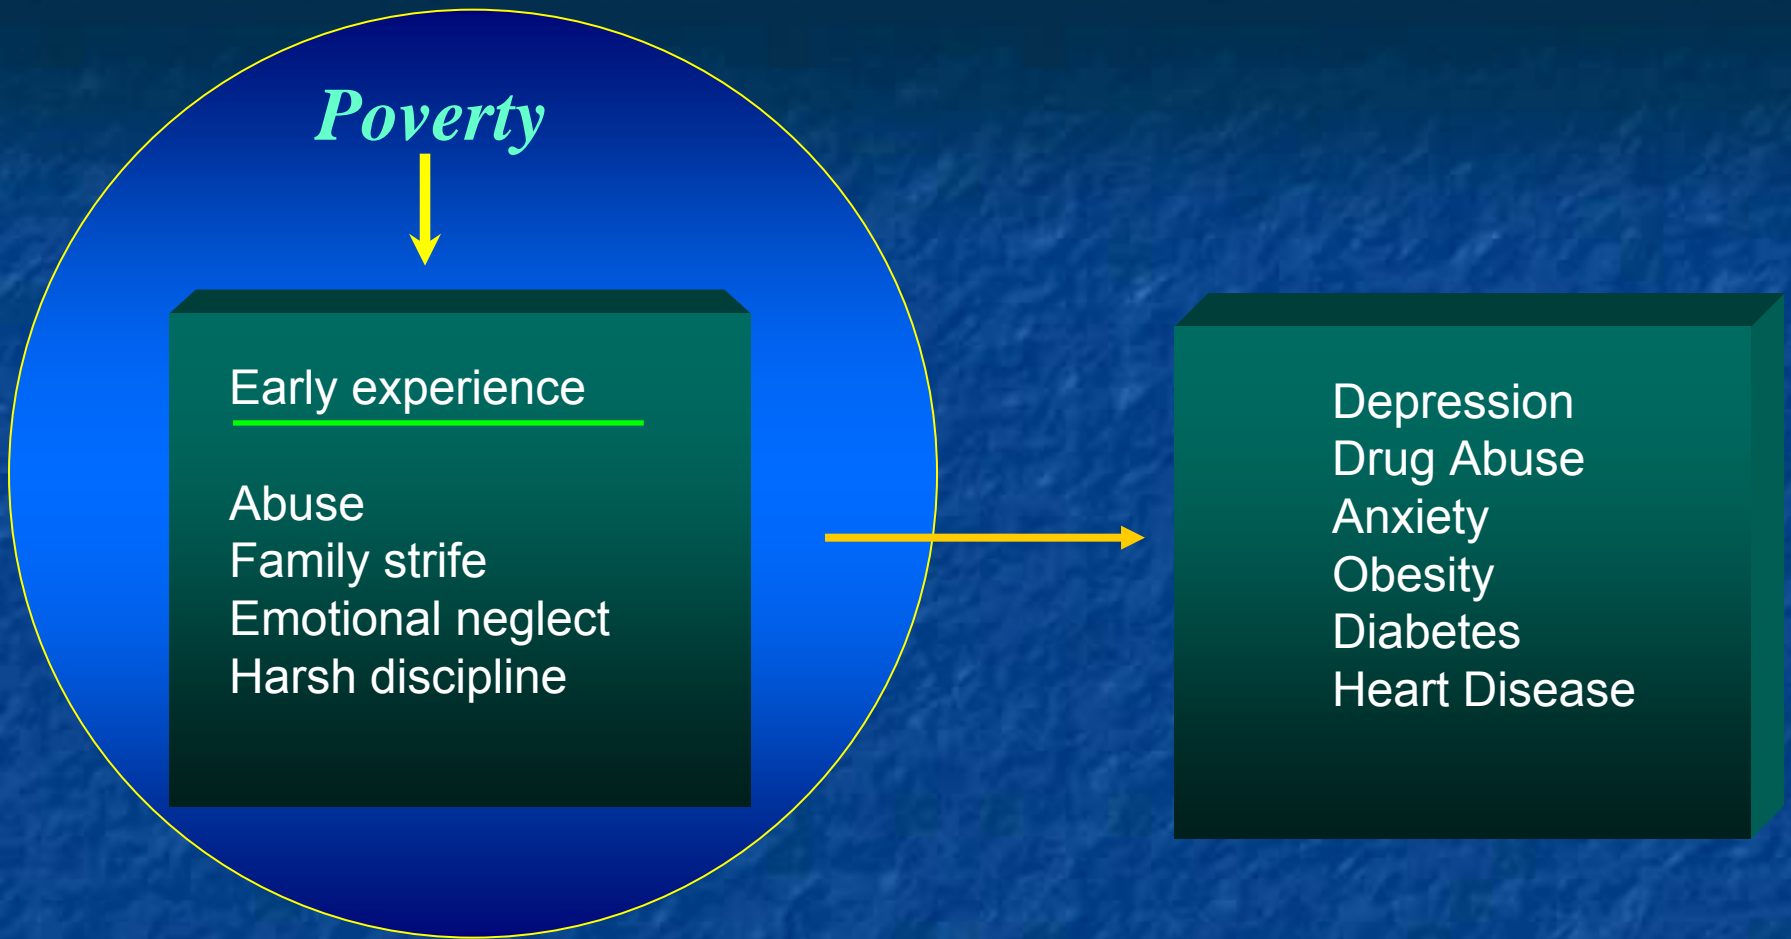 Poverty
Early experience
Abuse
Family strife
Emotional neglect
Harsh discipline
Depression
Drug Abuse
Anxiety
Obesity
Diabetes
Heart Disease